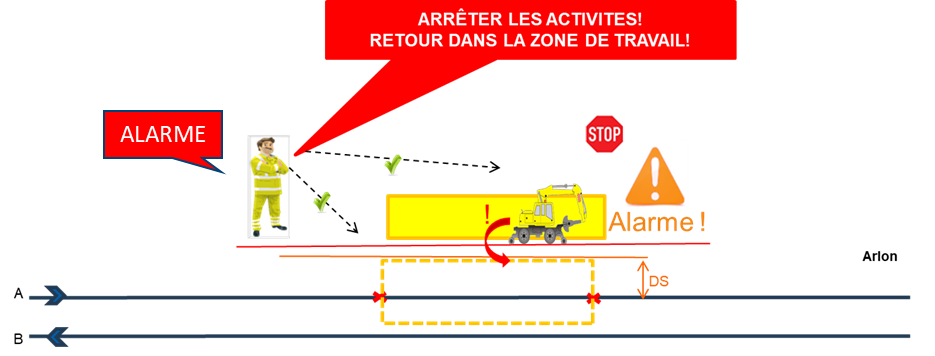 ARRÊTER LES ACTIVITES!
RETOUR DANS LA ZONE DE TRAVAIL!
ALARME
STOP
!
Alarme !
Arlon
DS
A
B